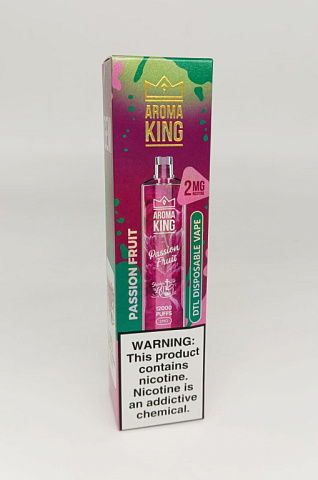 AROMA
KING
2MG
NICOTINE
AROMA
KING
Passion
Fruit
12000
PUFFS
2MG
PASSION FRUIT
DTL DISPOSABLE VAPE
WARNING:
This product
contains
nicotine.
Nicotine is
an addictive
chemical.